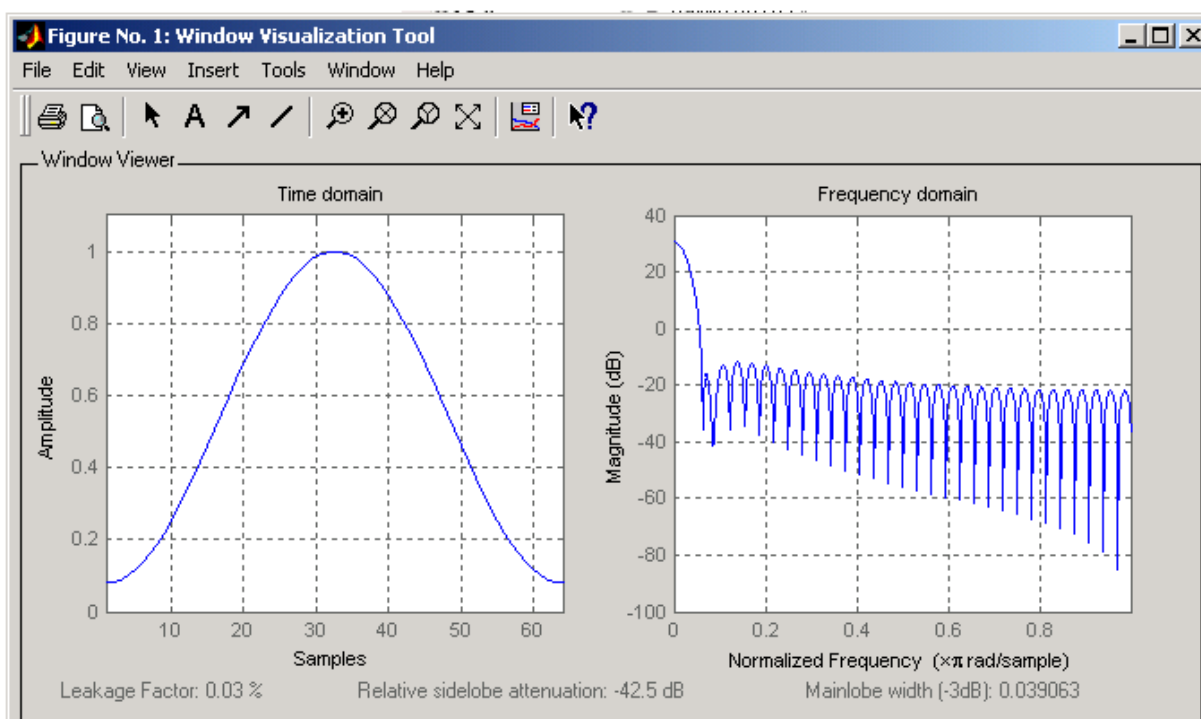 Figure No. 1: Window Visualization Tool
File Edit View Insert Tools Window Help
A
?
Window Viewer
Time domain
Frequency domain
1
0.8
0.6
0.4
0.2
0
Amplitude
10 20 30 40 50 60
Samples
40
20
0
-20
-40
-60
-80
-100
Magnitude (dB)
0 0.2 0.4 0.6 0.8
Normalized Frequency (×π rad/sample)
Leakage Factor: 0.03 % Relative sidelobe attenuation: -42.5 dB Mainlobe width (-3dB): 0.039063